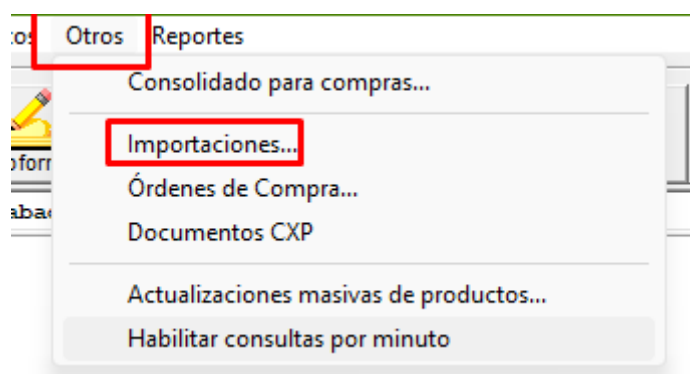 Otros Reportes
Consolidado para compras...
Importaciones...
Órdenes de Compra...
Documentos CXP
Actualizaciones masivas de productos...
Habilitar consultas por minuto